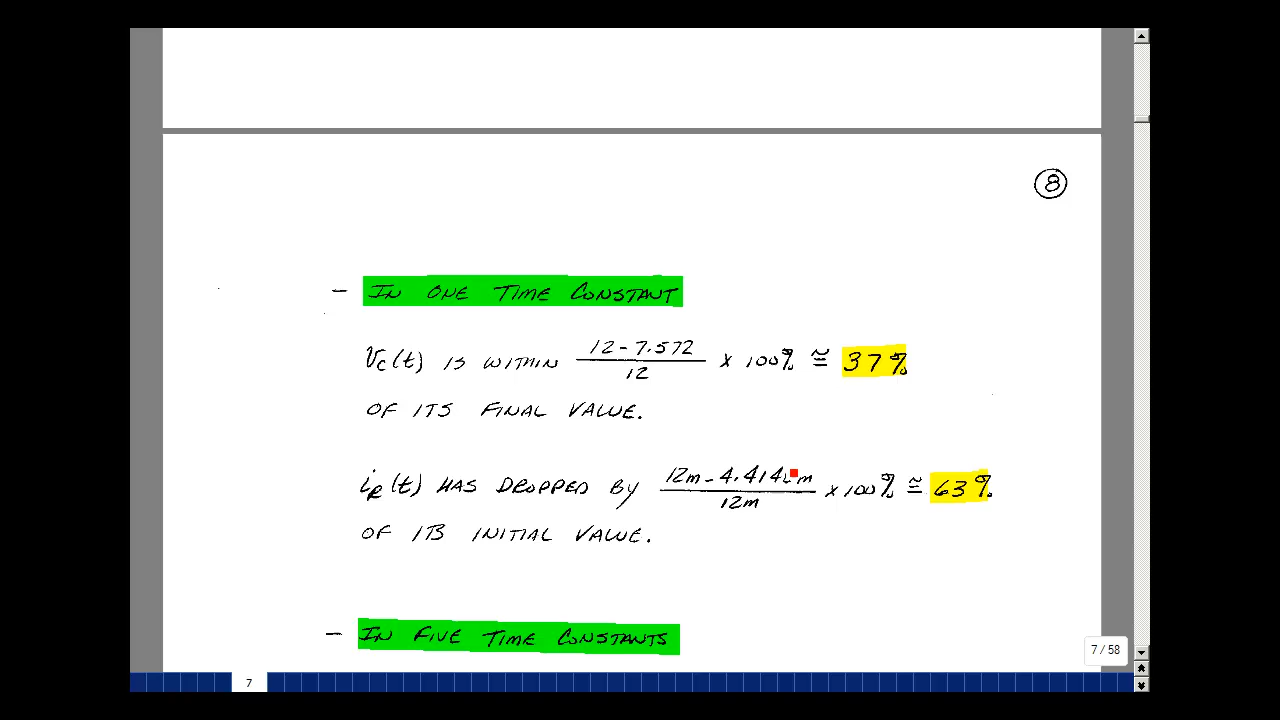 8
- IN ONE TIME CONSTANT
Vc(t) IS WITHIN (12-7.572)/12 x 100% ≅ 37%
OF ITS FINAL VALUE.
iR(t) HAS DROPPED BY (12m-4.414 m)/12m x 100% ≅ 63%
OF ITS INITIAL VALUE.
- IN FIVE TIME CONSTANTS
7 / 58
7